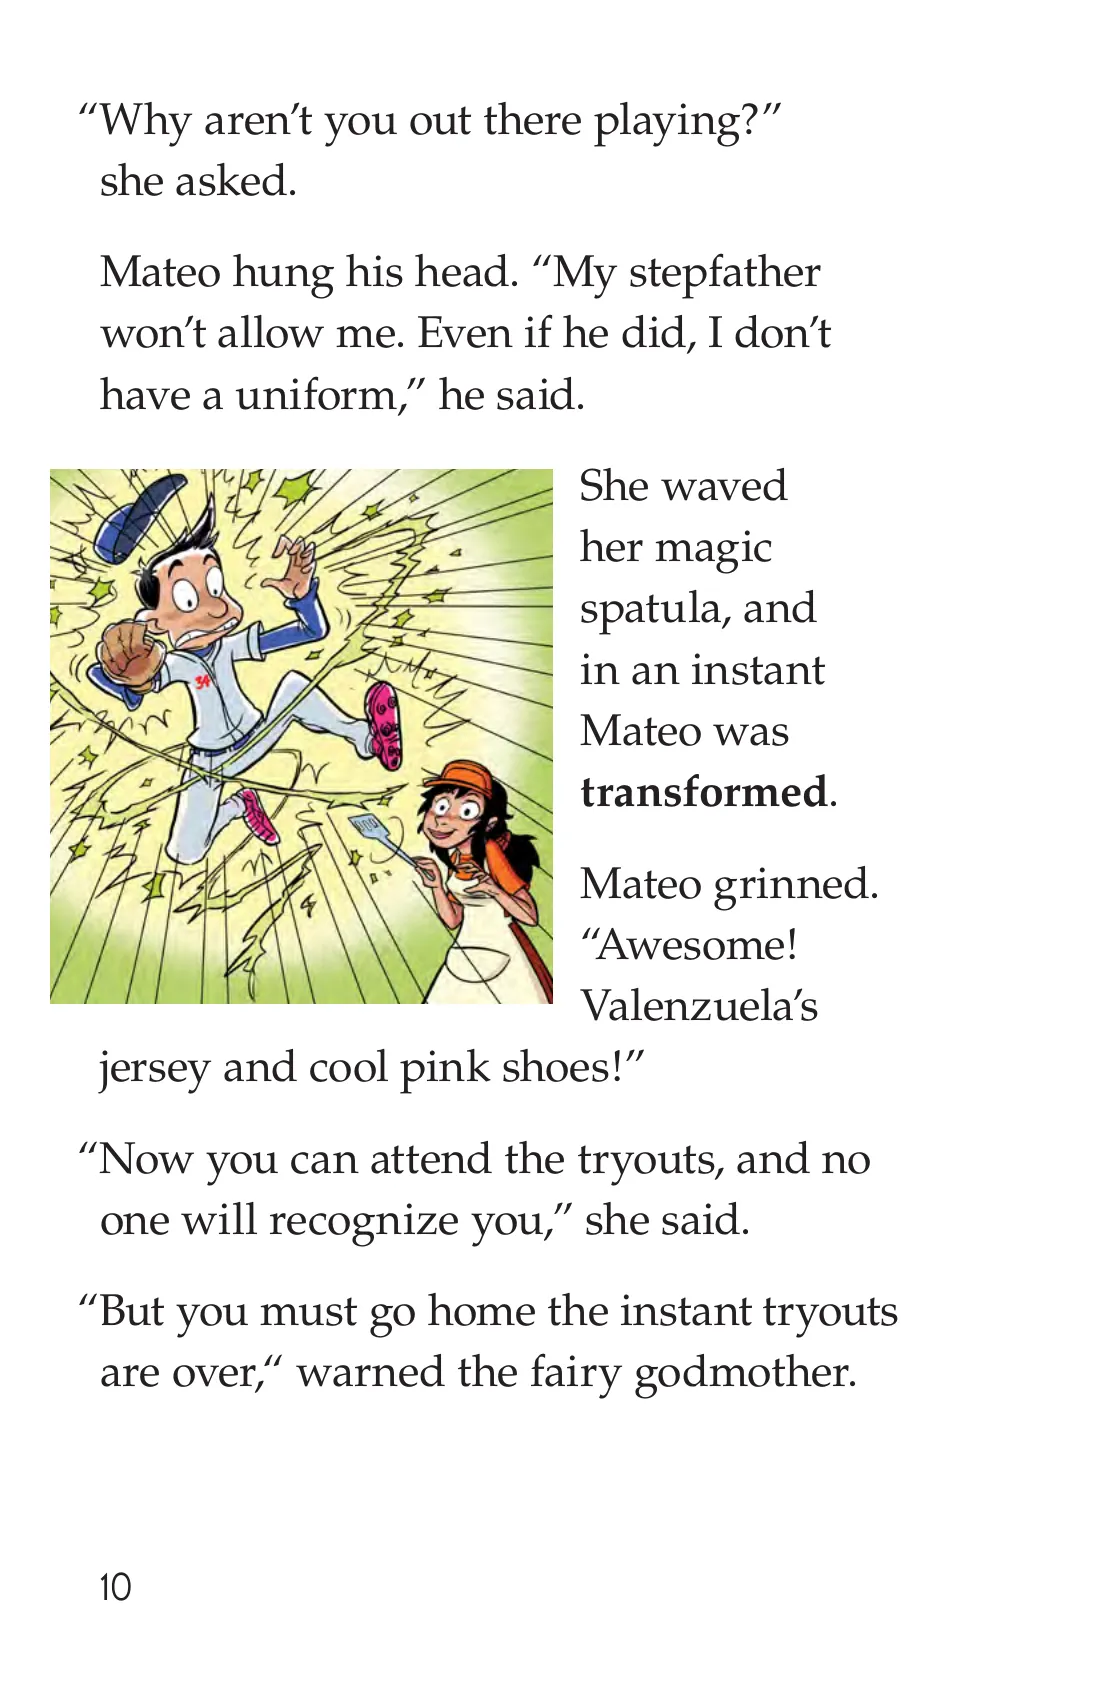 “Why aren’t you out there playing?”
she asked.
Mateo hung his head. “My stepfather
won’t allow me. Even if he did, I don’t
have a uniform,” he said.
She waved
her magic
spatula, and
in an instant
Mateo was
transformed.
34
Mateo grinned.
“Awesome!
Valenzuela’s
jersey and cool pink shoes!”
“Now you can attend the tryouts, and no
one will recognize you,” she said.
“But you must go home the instant tryouts
are over,“ warned the fairy godmother.
10